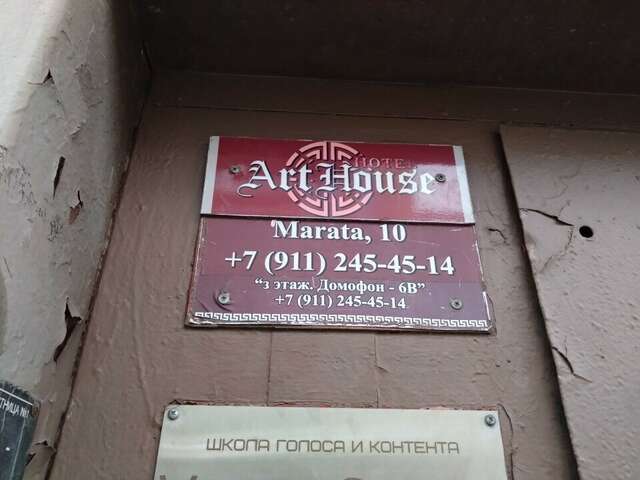 HOTEL
Art House
Marata, 10
+7 (911) 245-45-14
“з этаж. Домофон - 6В”
+7 (911) 245-45-14
ШКОЛА ГОЛОСА И КОНТЕНТА